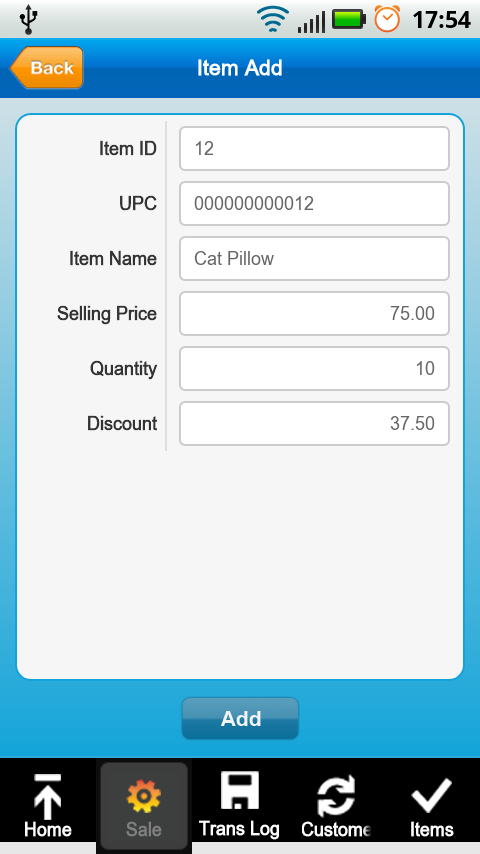 17:54
Back
Item Add
Item ID 12
UPC 000000000012
Item Name Cat Pillow
Selling Price 75.00
Quantity 10
Discount 37.50
Add
Home Sale Trans Log Custome Items